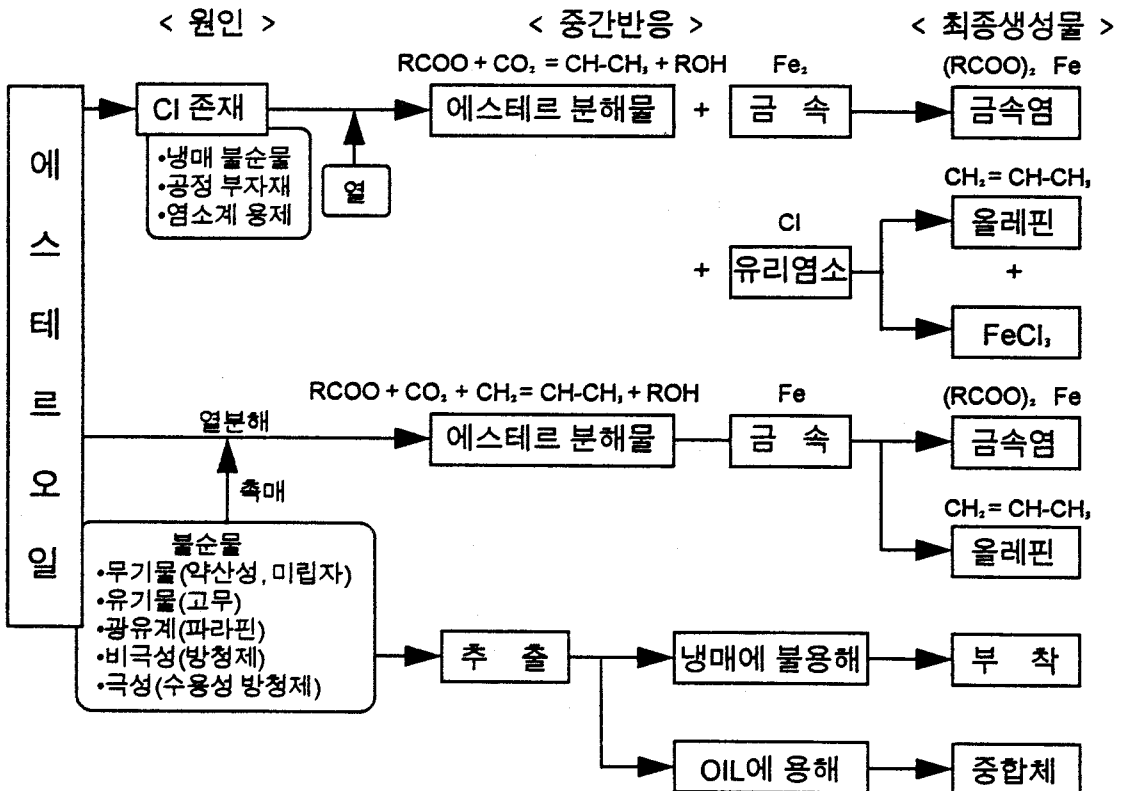 < 원인 >
< 중간반응 >
< 최종생성물 >
RCOO + CO₂ = CH-CH₃ + ROH
Fe₂
(RCOO)₂ Fe
에스테르오일
Cl 존재
•냉매 불순물
•공정 부자재
•염소계 용제
열
에스테르 분해물
+
금 속
금속염
+
Cl
유리염소
CH₂ = CH-CH₃
올레핀
+
FeCl₃
RCOO + CO₂ + CH₂ = CH-CH₃ + ROH
Fe
(RCOO)₂ Fe
열분해
촉매
에스테르 분해물
금 속
금속염
CH₂ = CH-CH₃
올레핀
불순물
•무기물(약산성, 미립자)
•유기물(고무)
•광유계(파라핀)
•비극성(방청제)
•극성(수용성 방청제)
추 출
냉매에 불용해
부 착
OIL에 용해
중합체